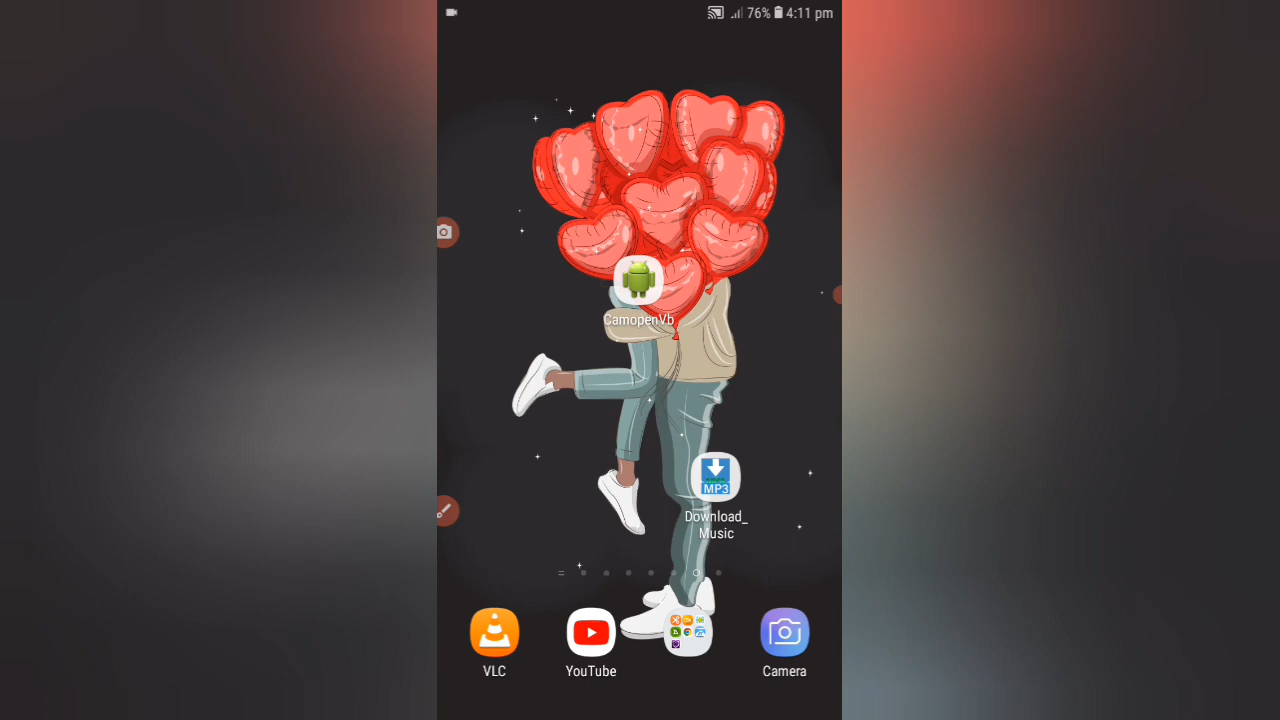 76% 4:11 pm
CamopenVb
MP3
Download_
Music
VLC
YouTube
Camera